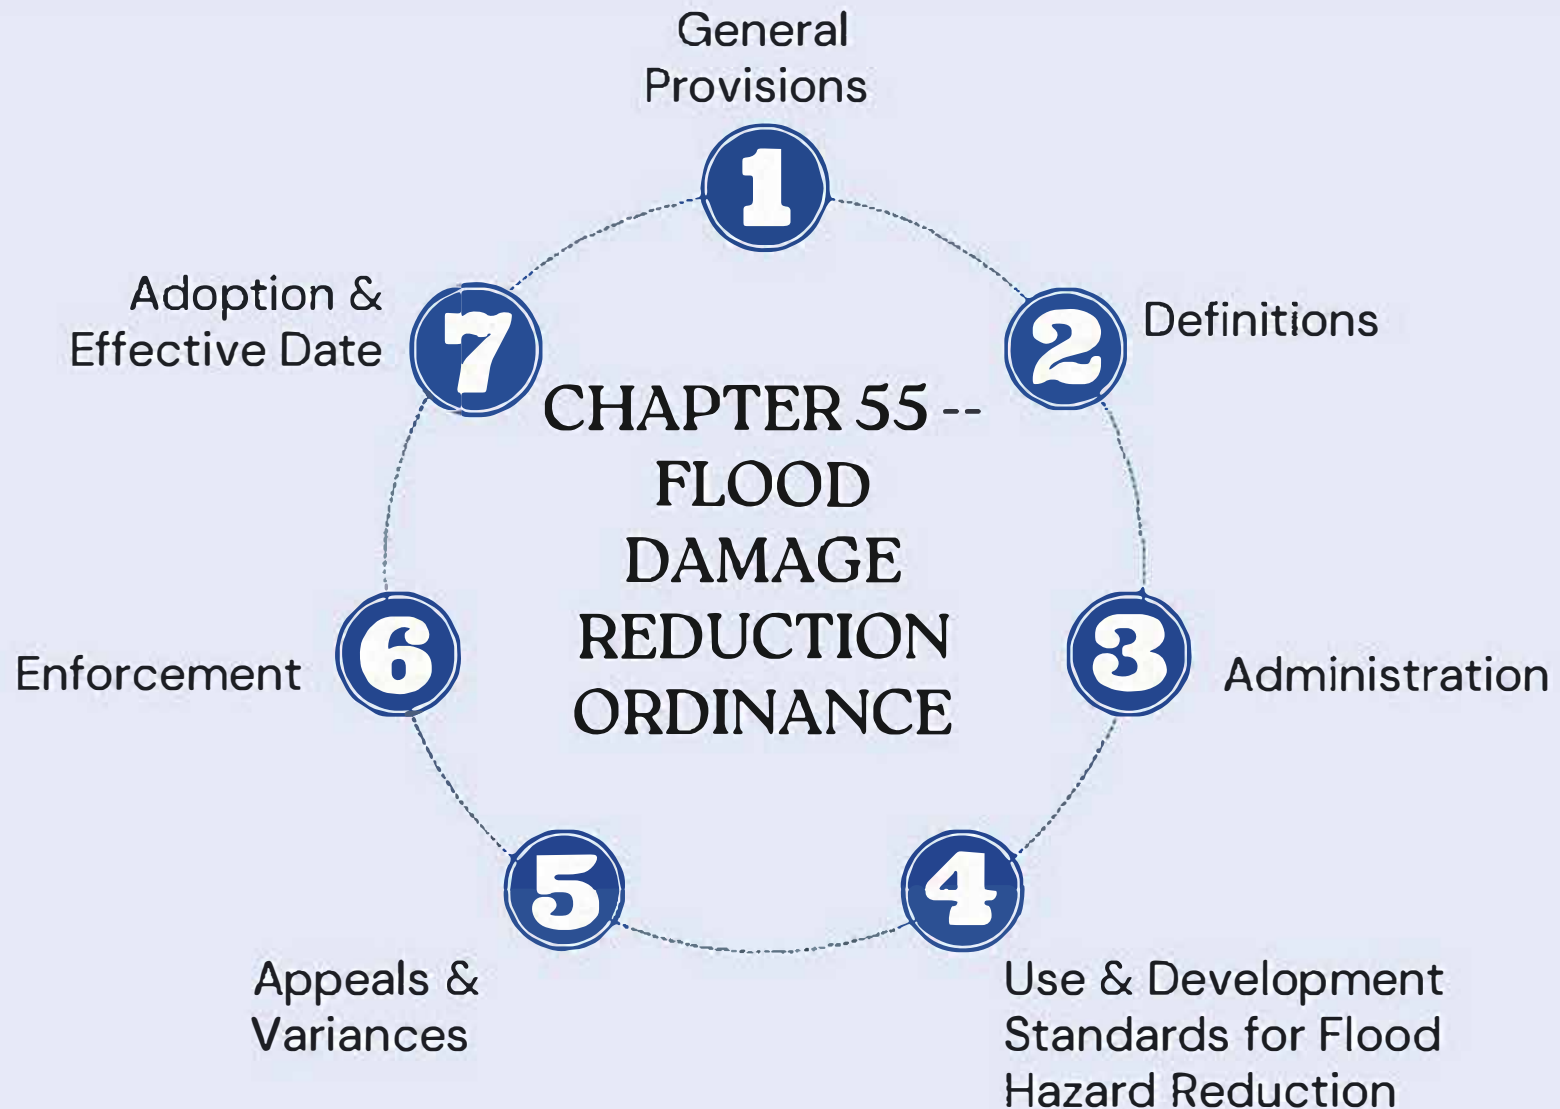 General
Provisions
1
2
Definitions
3
Administration
4
Use & Development
Standards for Flood
Hazard Reduction
5
Appeals &
Variances
6
Enforcement
7
Adoption &
Effective Date
CHAPTER 55 --
FLOOD
DAMAGE
REDUCTION
ORDINANCE